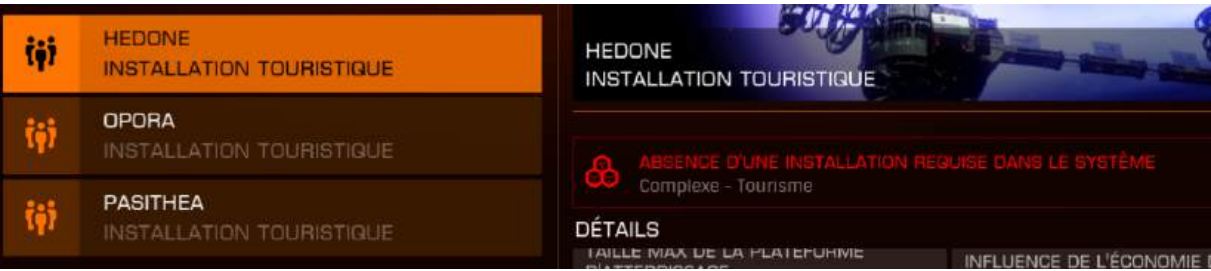 HEDONE
INSTALLATION TOURISTIQUE
OPORA
INSTALLATION TOURISTIQUE
PASITHEA
INSTALLATION TOURISTIQUE
HEDONE
INSTALLATION TOURISTIQUE
ABSENCE D'UNE INSTALLATION REQUISE DANS LE SYSTÈME
Complexe - Tourisme
DÉTAILS
TAILLE MAX DE LA PLATEFORME
D'ATTERRISSAGE
INFLUENCE DE L'ÉCONOMIE